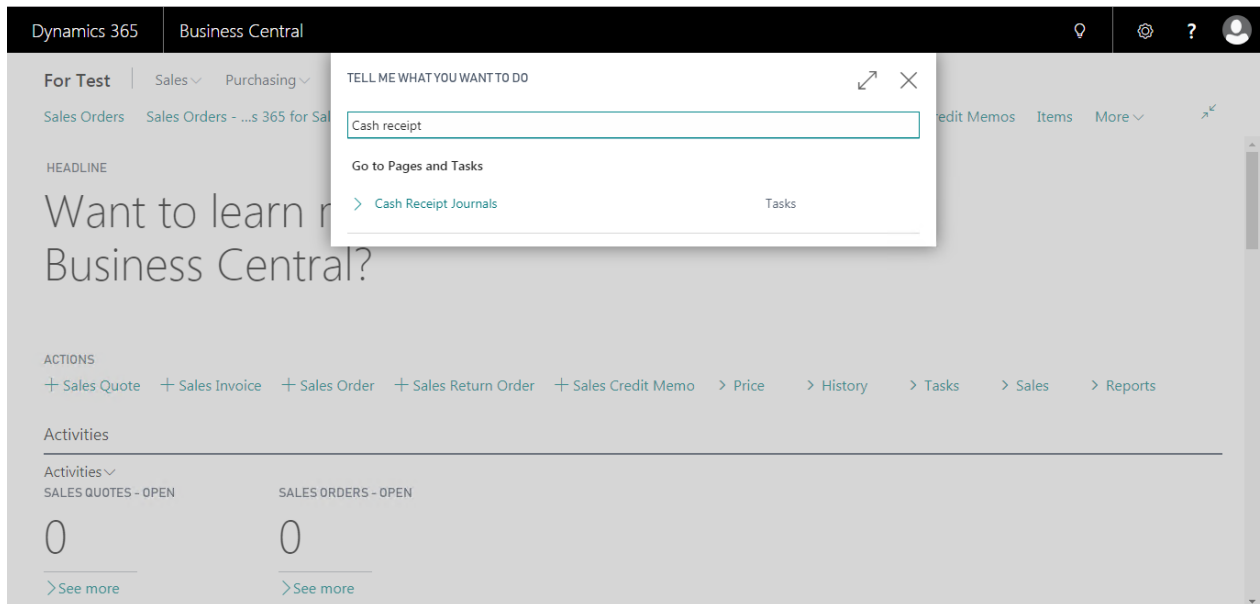 Dynamics 365 Business Central ?
For Test Sales Purchasing
TELL ME WHAT YOU WANT TO DO
Sales Orders Sales Orders - ...s 365 for Sal
Cash receipt
edit Memos Items More
Go to Pages and Tasks
Cash Receipt Journals Tasks
HEADLINE
Want to learn
Business Central?
ACTIONS
+ Sales Quote + Sales Invoice + Sales Order + Sales Return Order + Sales Credit Memo > Price > History > Tasks > Sales > Reports
Activities
Activities
SALES QUOTES - OPEN SALES ORDERS - OPEN
0 0
>See more >See more